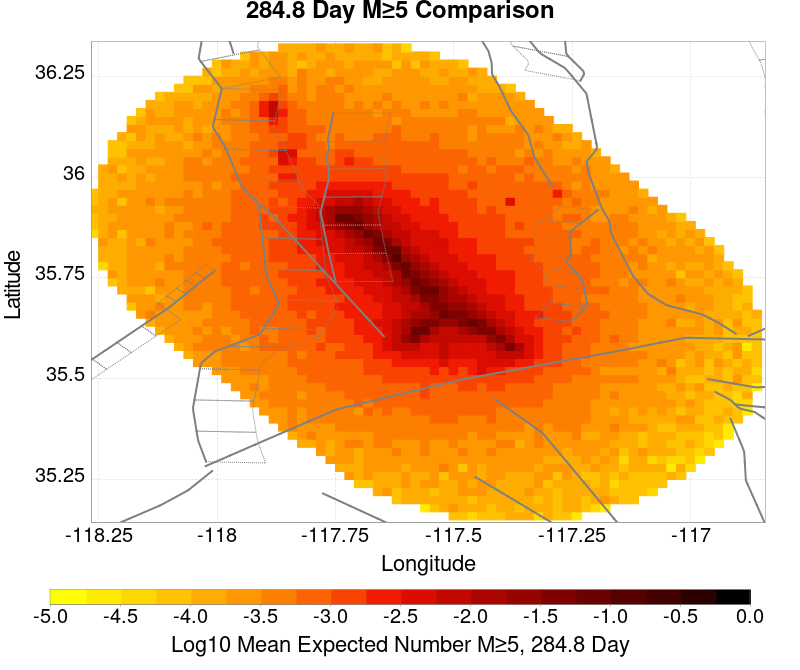 284.8 Day M≥5 Comparison
36.25
36
35.75
35.5
35.25
Latitude
-118.25 -118 -117.75 -117.5 -117.25 -117
Longitude
-5.0 -4.5 -4.0 -3.5 -3.0 -2.5 -2.0 -1.5 -1.0 -0.5 0.0
Log10 Mean Expected Number M≥5, 284.8 Day